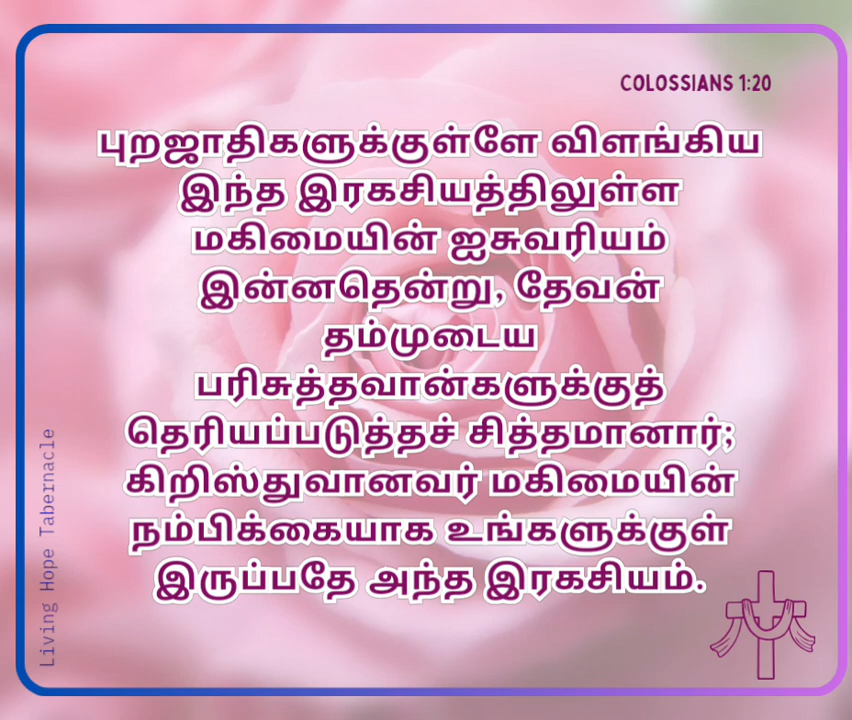 COLOSSIANS 1:20
புறஜாதிகளுக்குள்ளே விளங்கிய
இந்த இரகசியத்திலுள்ள
மகிமையின் ஐசுவரியம்
இன்னதென்று, தேவன்
தம்முடைய
பரிசுத்தவான்களுக்குத்
தெரியப்படுத்தச் சித்தமானார்;
கிறிஸ்துவானவர் மகிமையின்
நம்பிக்கையாக உங்களுக்குள்
இருப்பதே அந்த இரகசியம்.
Living Hope Tabernacle